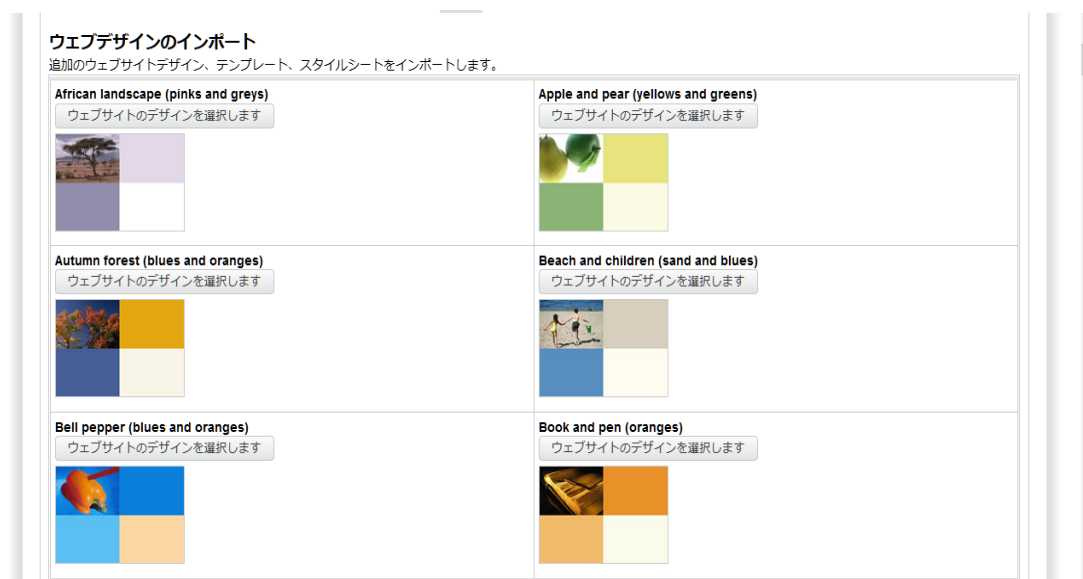 ウェブデザインのインポート
追加のウェブサイトデザイン、テンプレート、スタイルシートをインポートします。
African landscape (pinks and greys)
ウェブサイトのデザインを選択します
Apple and pear (yellows and greens)
ウェブサイトのデザインを選択します
Autumn forest (blues and oranges)
ウェブサイトのデザインを選択します
Beach and children (sand and blues)
ウェブサイトのデザインを選択します
Bell pepper (blues and oranges)
ウェブサイトのデザインを選択します
Book and pen (oranges)
ウェブサイトのデザインを選択します